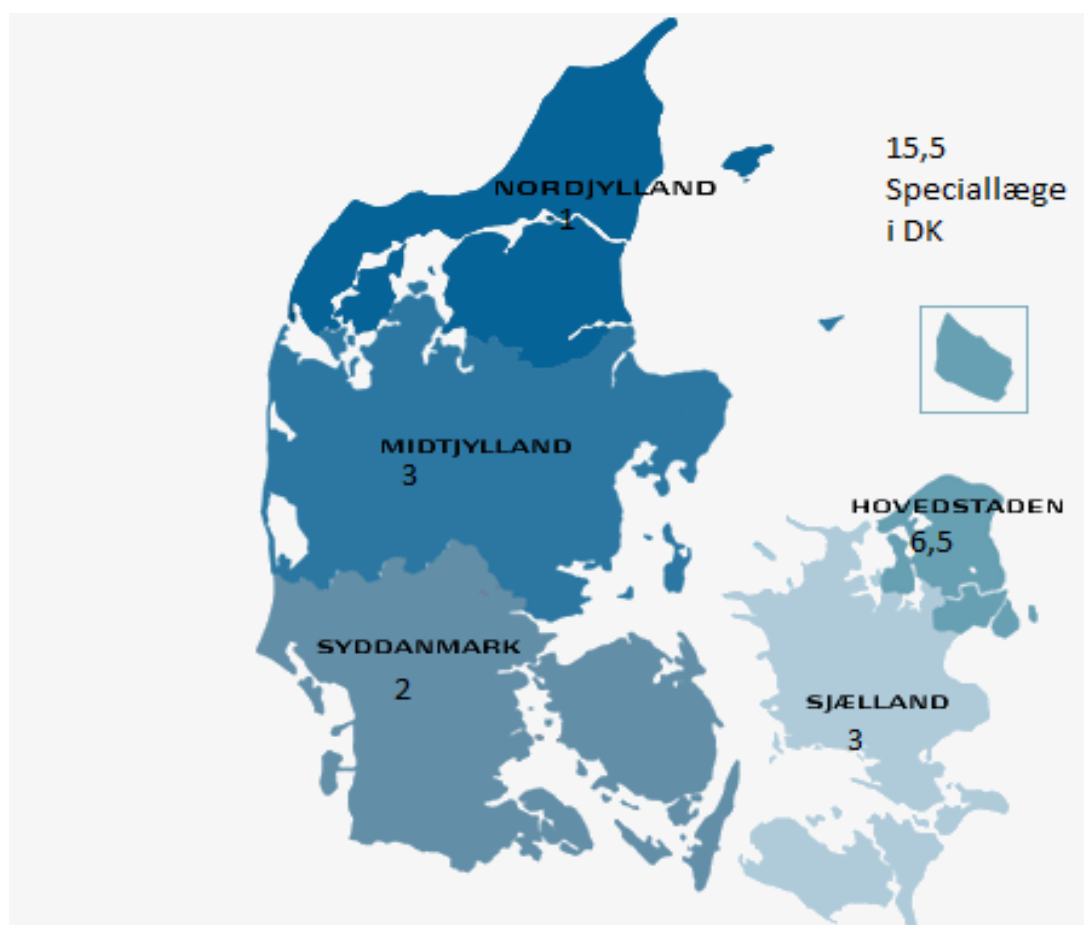 15,5
Speciallæge
i DK
NORDJYLLAND
1
MIDTJYLLAND
3
HOVEDSTADEN
6,5
SYDDANMARK
2
SJÆLLAND
3